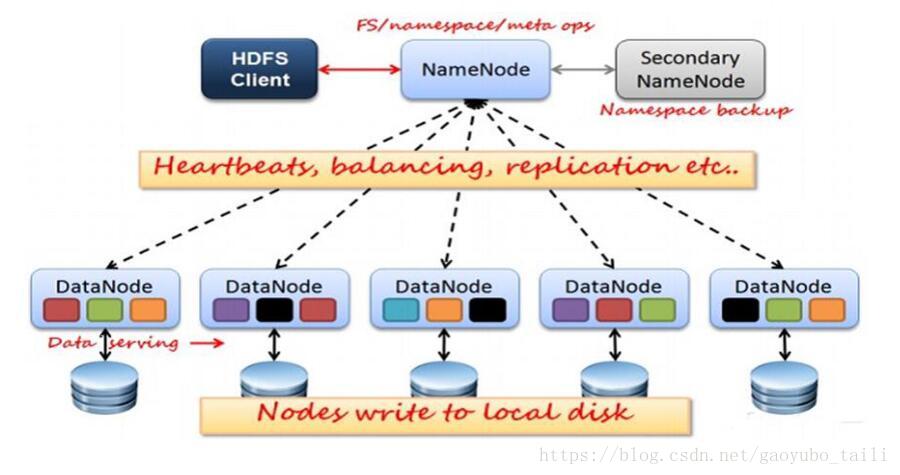 FS/namespace/meta ops
HDFS
Client
NameNode
Secondary
NameNode
Namespace backup
Heartbeats, balancing, replication etc..
DataNode
DataNode
DataNode
DataNode
DataNode
Data serving
Nodes write to local disk
https://blog.csdn.net/gaoyubo_taili